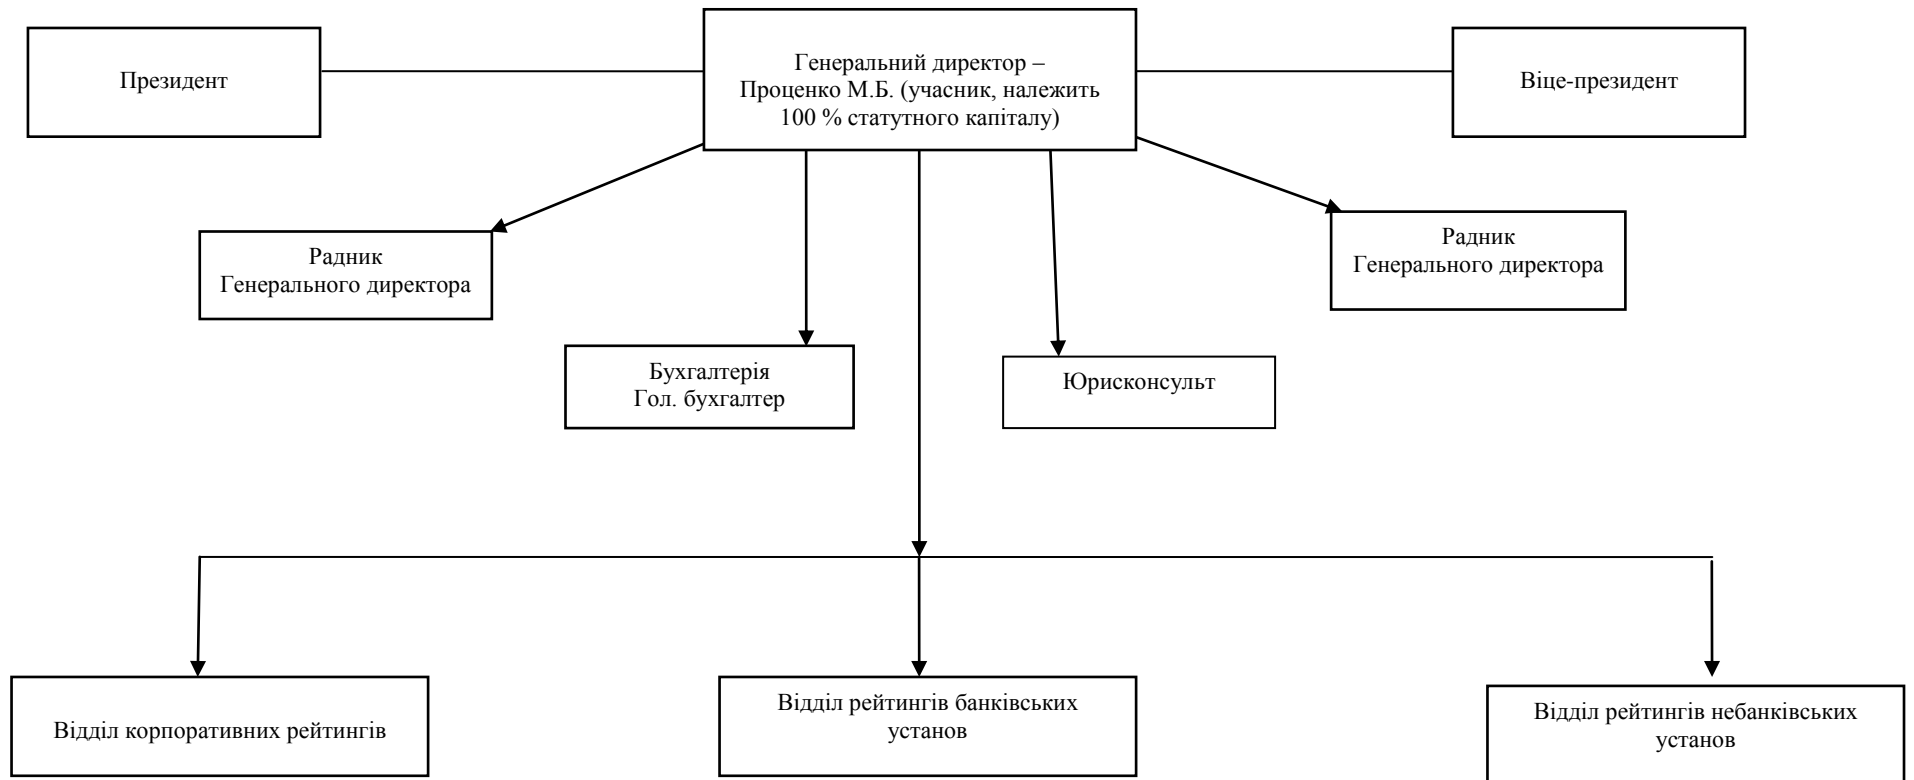 Президент
Генеральний директор –
Проценко М.Б. (учасник, належить
100 % статутного капіталу)
Віце-президент
Радник
Генерального директора
Радник
Генерального директора
Бухгалтерія
Гол. бухгалтер
Юрисконсульт
Відділ корпоративних рейтингів
Відділ рейтингів банківських
установ
Відділ рейтингів небанківських
установ